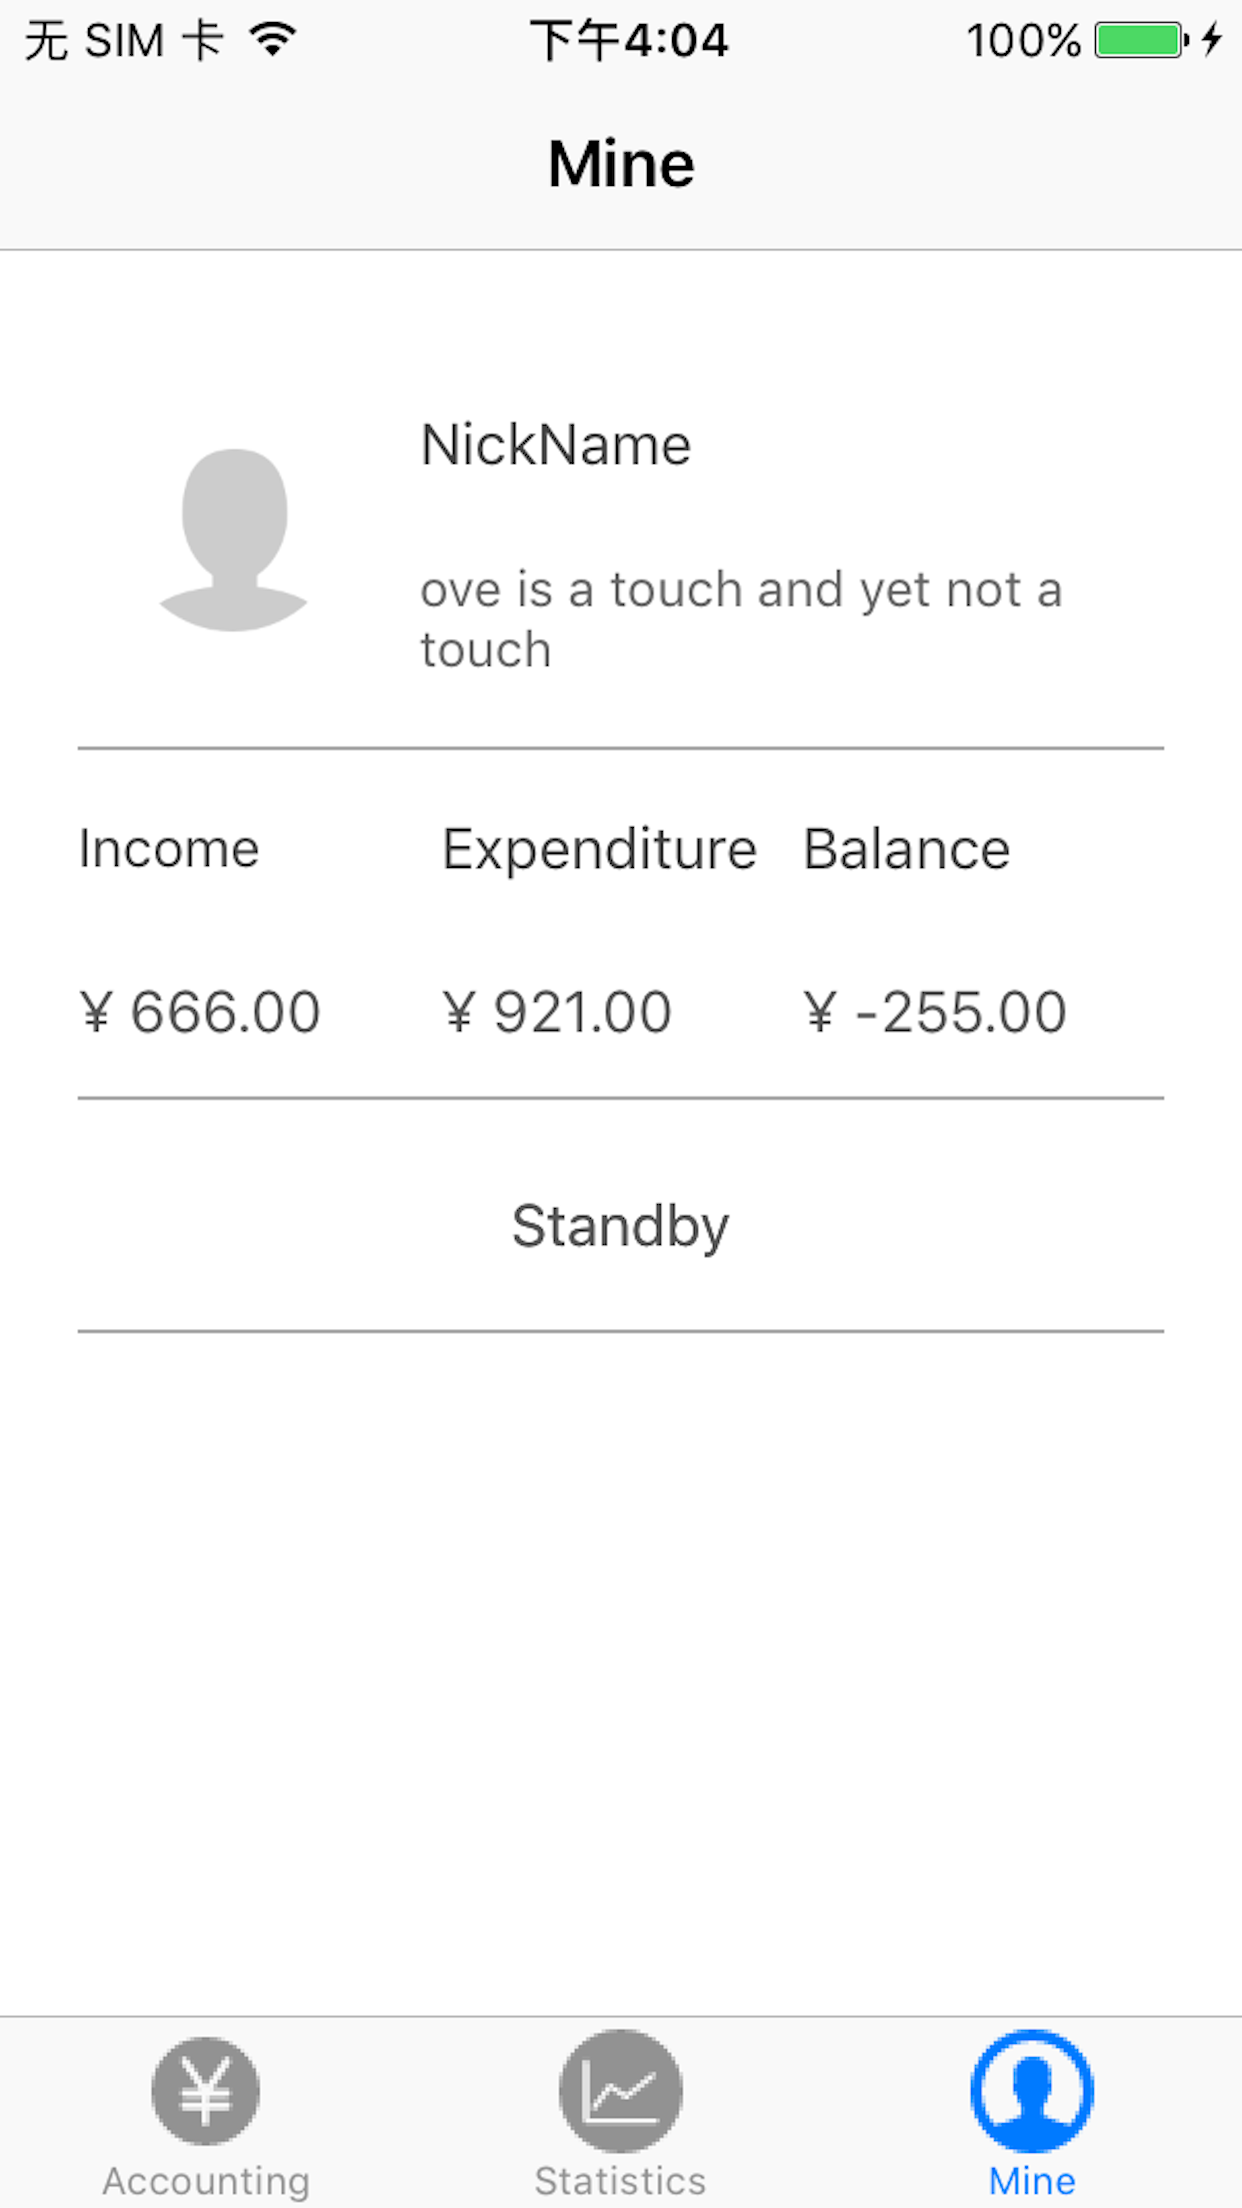 无 SIM 卡 下午4:04 100%
Mine
NickName
ove is a touch and yet not a
touch
Income Expenditure Balance
¥ 666.00 ¥ 921.00 ¥ -255.00
Standby
Accounting Statistics Mine